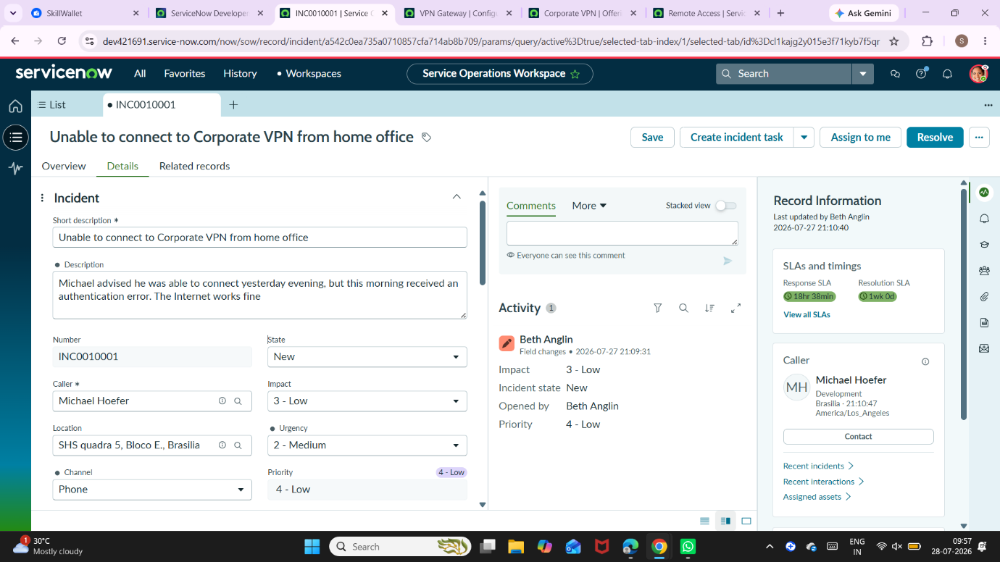 SkillWallet
ServiceNow Developer
INC0010001 | Service O
VPN Gateway | Config
Corporate VPN | Offeri
Remote Access | Servic
Ask Gemini
dev421691.service-now.com/now/sow/record/incident/a542c0ea735a0710857cfa714ab8b709/params/query/active%3Dtrue/selected-tab-index/1/selected-tab/id%3Dcl1kajg2y015e3f71kyb7f5qr
S
servicenow
All
Favorites
History
Workspaces
Service Operations Workspace
Search
List
INC0010001
Unable to connect to Corporate VPN from home office
Save
Create incident task
Assign to me
Resolve
Overview
Details
Related records
Incident
Short description *
Unable to connect to Corporate VPN from home office
Description
Michael advised he was able to connect yesterday evening, but this morning received an
authentication error. The Internet works fine
Number
INC0010001
State
New
Caller *
Michael Hoefer
Impact
3 - Low
Location
SHS quadra 5, Bloco E., Brasilia
Urgency
2 - Medium
Channel
Phone
Priority
4 - Low
4 - Low
Comments
More
Stacked view
Everyone can see this comment
Activity 1
Beth Anglin
Field changes • 2026-07-27 21:09:31
Impact 3 - Low
Incident state New
Opened by Beth Anglin
Priority 4 - Low
Record Information
Last updated by Beth Anglin
2026-07-27 21:10:40
SLAs and timings
Response SLA
Resolution SLA
18hr 38min
1wk 0d
View all SLAs
Caller
MH
Michael Hoefer
Development
Brasilia · 21:10:47
America/Los_Angeles
Contact
Recent incidents
Recent interactions
Assigned assets
1
30°C
Mostly cloudy
Search
ENG
IN
09:57
28-07-2026